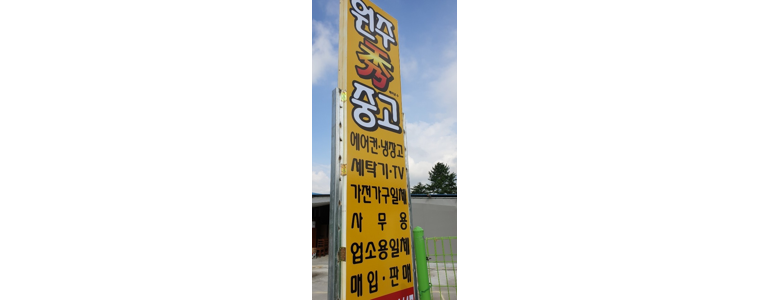 원주
秀
중고
에어컨·냉장고
세탁기·TV
가전가구일체
사무용
업소용일체
매입·판매